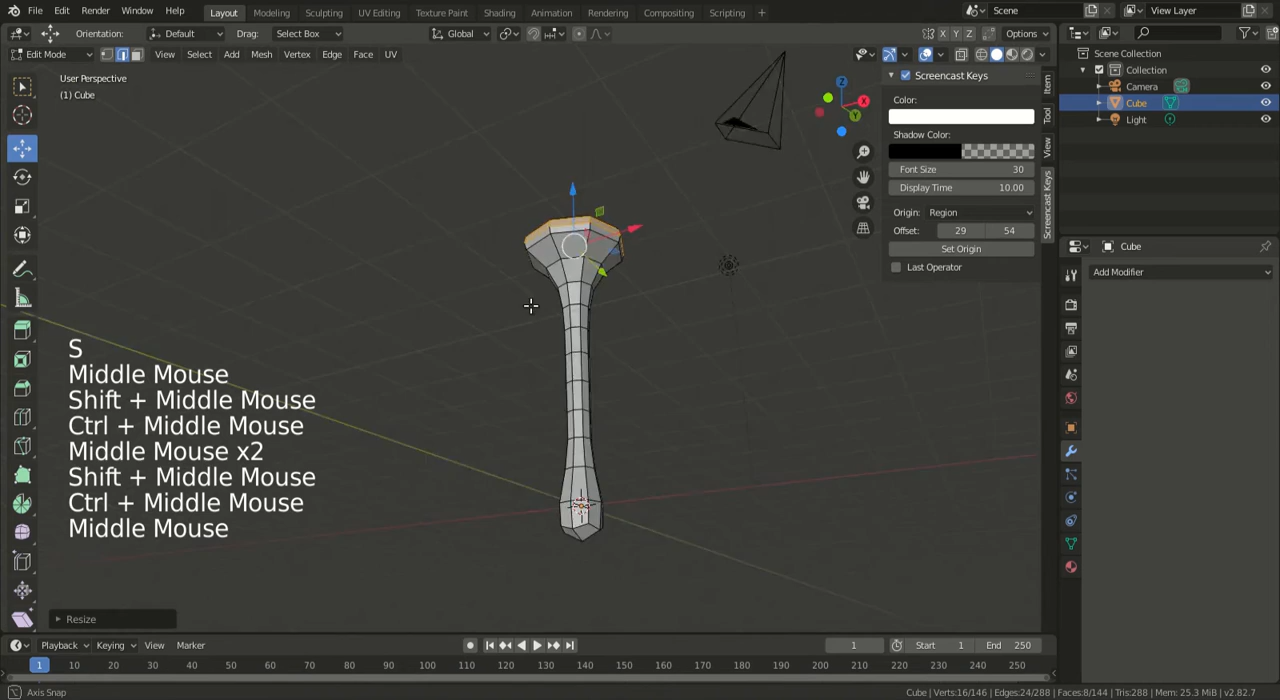 File Edit Render Window Help Layout Modeling Sculpting UV Editing Texture Paint Shading Animation Rendering Compositing Scripting + Scene View Layer
Orientation: Default Drag: Select Box Global X Y Z Options
Edit Mode View Select Add Mesh Vertex Edge Face UV
User Perspective
(1) Cube
Z
X
Y
Screencast Keys
Color:
Shadow Color:
Font Size 30
Display Time 10.00
Origin: Region
Offset: 29 54
Set Origin
Last Operator
Item
Tool
View
Screencast Keys
Scene Collection
Collection
Camera
Cube
Light
Cube
Add Modifier
S
Middle Mouse
Shift + Middle Mouse
Ctrl + Middle Mouse
Middle Mouse x2
Shift + Middle Mouse
Ctrl + Middle Mouse
Middle Mouse
Resize
Playback Keying View Marker 1 Start 1 End 250
1 10 20 30 40 50 60 70 80 90 100 110 120 130 140 150 160 170 180 190 200 210 220 230 240 250
Axis Snap Cube | Verts:16/146 | Edges:24/288 | Faces:8/144 | Tris:288 | Mem: 25.3 MiB | v2.82.7